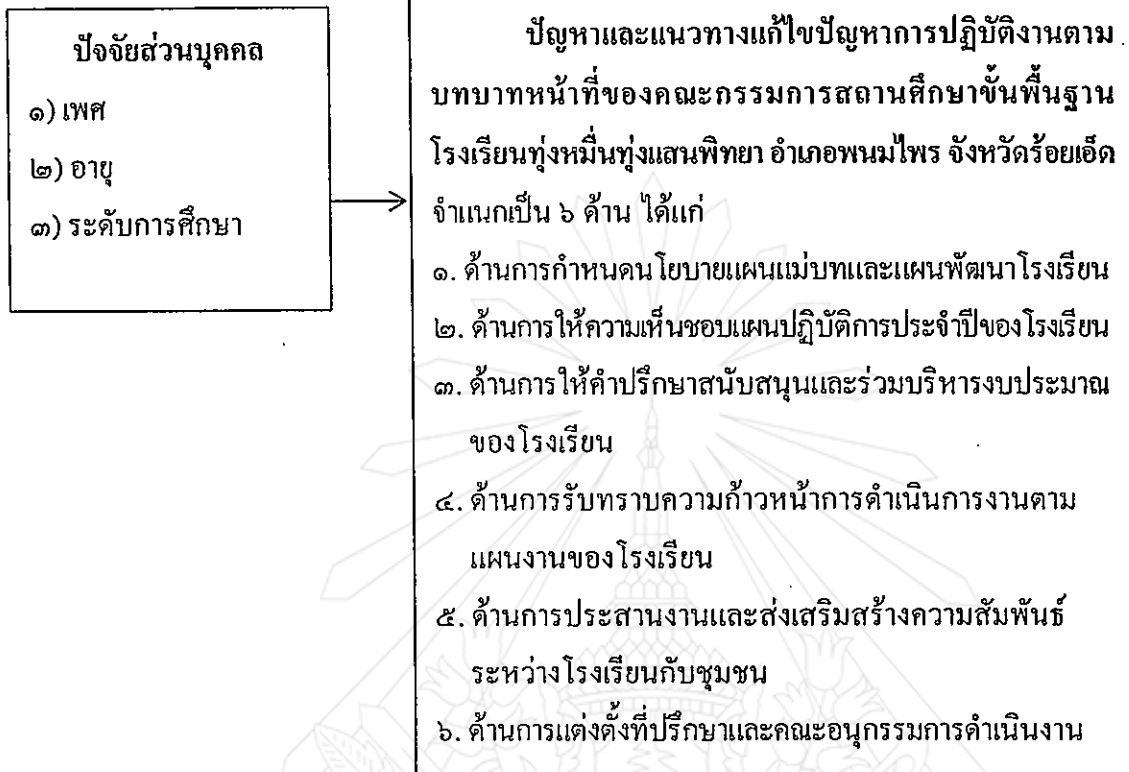 ปัจจัยส่วนบุคคล
๑) เพศ
๒) อายุ
๓) ระดับการศึกษา
ปัญหาและแนวทางแก้ไขปัญหาการปฏิบัติงานตาม
บทบาทหน้าที่ของคณะกรรมการสถานศึกษาขั้นพื้นฐาน
โรงเรียนทุ่งหมื่นทุ่งแสนพิทยา อำเภอพนมไพร จังหวัดร้อยเอ็ด
จำแนกเป็น ๖ ด้าน ได้แก่
๑. ด้านการกำหนดนโยบายแผนแม่บทและแผนพัฒนาโรงเรียน
๒. ด้านการให้ความเห็นชอบแผนปฏิบัติการประจำปีของโรงเรียน
๓. ด้านการให้คำปรึกษาสนับสนุนและร่วมบริหารงบประมาณ
ของโรงเรียน
๔. ด้านการรับทราบความก้าวหน้าการดำเนินการงานตาม
แผนงานของโรงเรียน
๕. ด้านการประสานงานและส่งเสริมสร้างความสัมพันธ์
ระหว่างโรงเรียนกับชุมชน
๖. ด้านการแต่งตั้งที่ปรึกษาและคณะอนุกรรมการดำเนินงาน